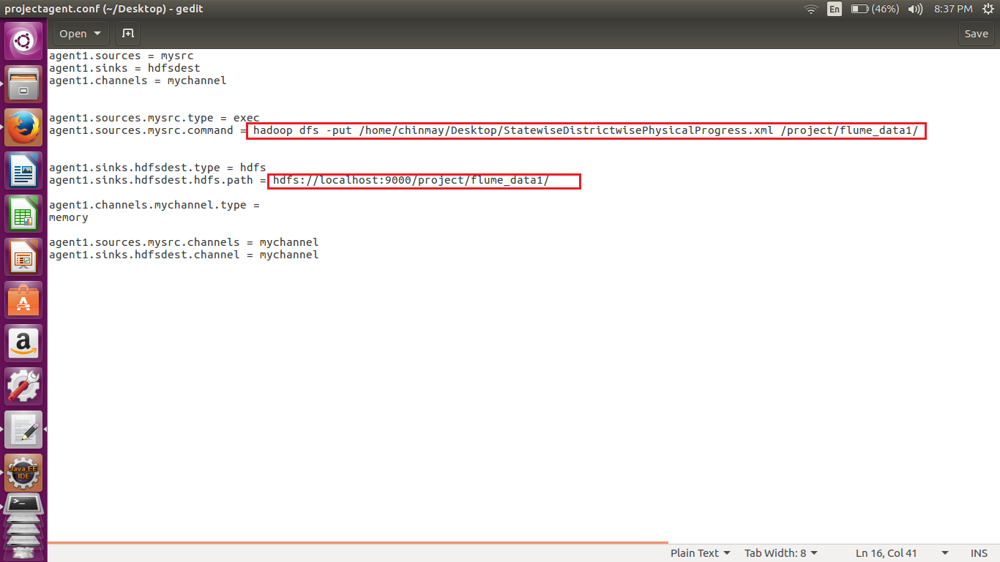 projectagent.conf (~/Desktop) - gedit
En
(46%)
8:37 PM
Open
Save
agent1.sources = mysrc
agent1.sinks = hdfsdest
agent1.channels = mychannel
agent1.sources.mysrc.type = exec
agent1.sources.mysrc.command = hadoop dfs -put /home/chinmay/Desktop/StatewiseDistrictwisePhysicalProgress.xml /project/flume_data1/
agent1.sinks.hdfsdest.type = hdfs
agent1.sinks.hdfsdest.hdfs.path = hdfs://localhost:9000/project/flume_data1/
agent1.channels.mychannel.type =
memory
agent1.sources.mysrc.channels = mychannel
agent1.sinks.hdfsdest.channel = mychannel
A
a
Java EE
IDE
>_
Plain Text
Tab Width: 8
Ln 16, Col 41
INS